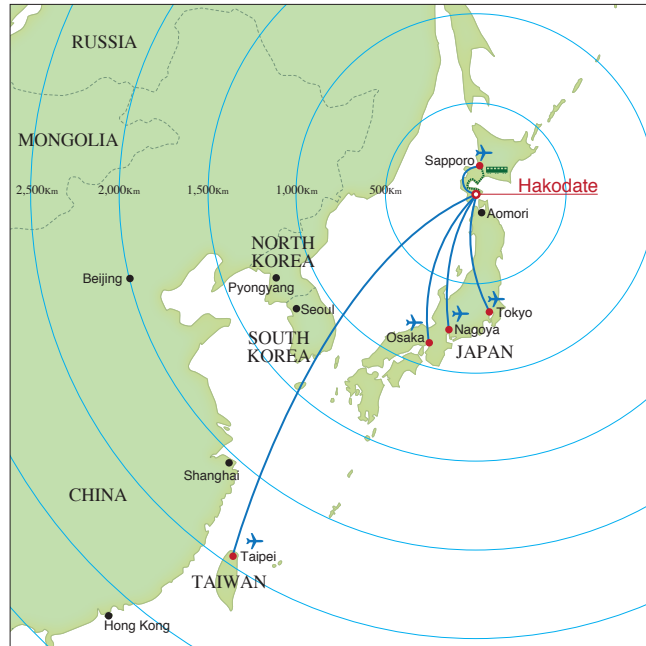 RUSSIA
MONGOLIA
Sapporo
2,500Km
2,000Km
1,500Km
1,000Km
500Km
Hakodate
Aomori
NORTH
KOREA
Beijing
Pyongyang
Seoul
SOUTH
KOREA
Tokyo
Nagoya
Osaka
JAPAN
Shanghai
CHINA
Taipei
TAIWAN
Hong Kong